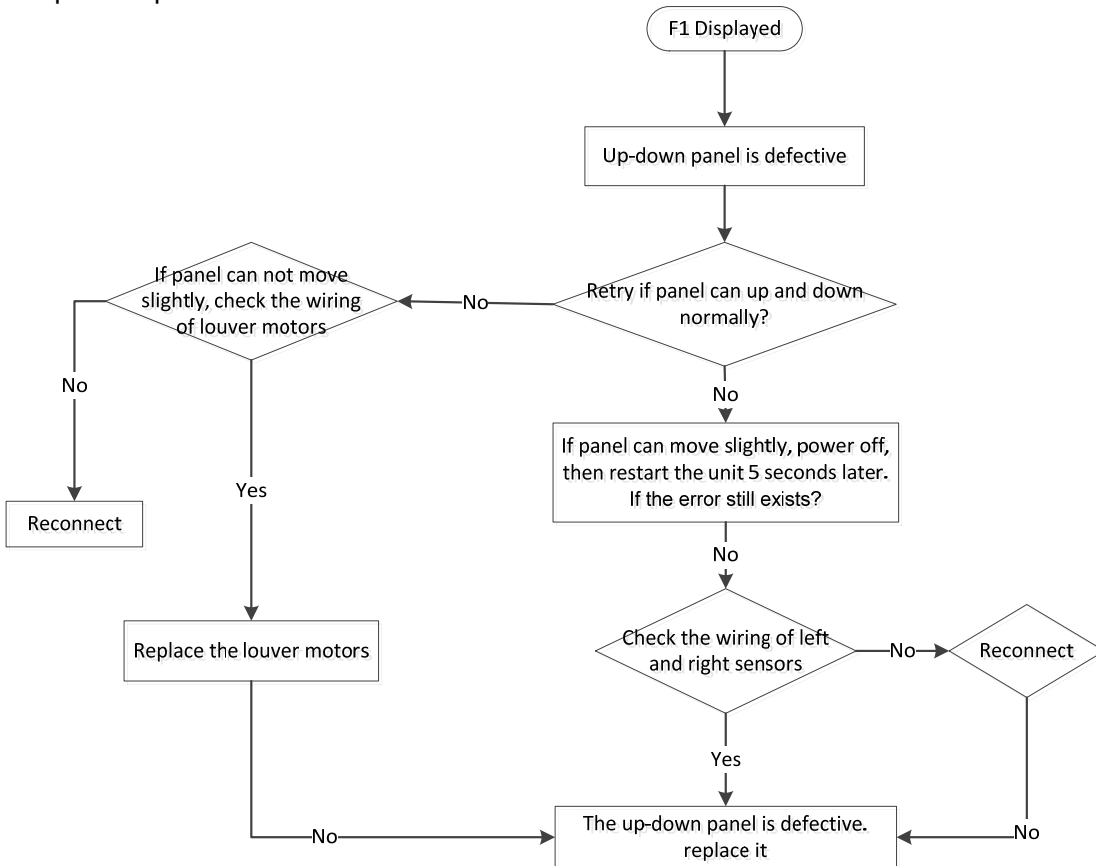 F1 Displayed
Up-down panel is defective
Retry if panel can up and down
normally?
No
If panel can not move
slightly, check the wiring
of louver motors
No
Reconnect
Yes
Replace the louver motors
No
No
If panel can move slightly, power off,
then restart the unit 5 seconds later.
If the error still exists?
No
Check the wiring of left
and right sensors
No
Reconnect
Yes
No
The up-down panel is defective.
replace it